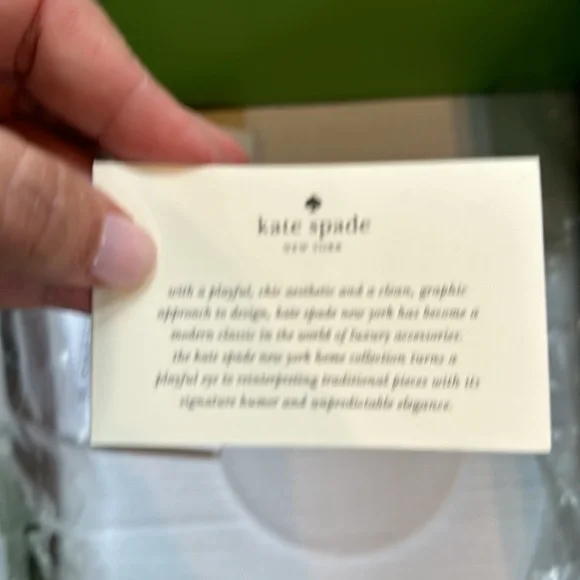 kate spade
NEW YORK
with a playful, chic aesthetic and a clean, graphic
approach to design, kate spade new york has become a
modern classic in the world of luxury accessories.
the kate spade new york home collection turns a
playful eye to reinterpreting traditional pieces with its
signature humor and unpredictable elegance.